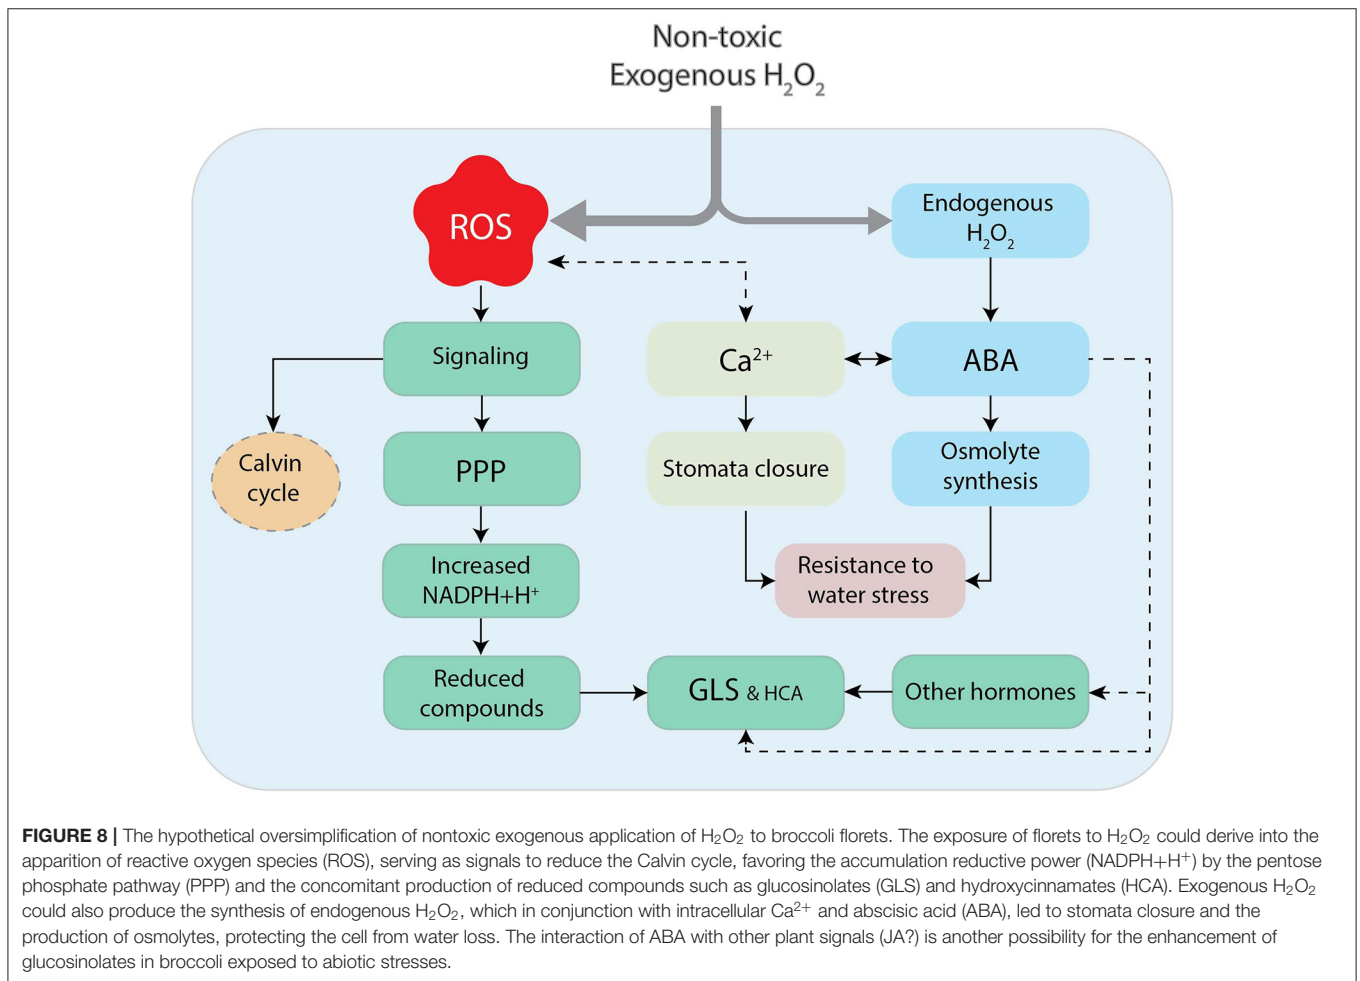 Non-toxic
Exogenous H₂O₂
ROS
Endogenous
H₂O₂
Signaling
Ca²⁺
ABA
Calvin
cycle
PPP
Stomata closure
Osmolyte
synthesis
Increased
NADPH+H⁺
Resistance to
water stress
Reduced
compounds
GLS & HCA
Other hormones
FIGURE 8 | The hypothetical oversimplification of nontoxic exogenous application of H₂O₂ to broccoli florets. The exposure of florets to H₂O₂ could derive into the
apparition of reactive oxygen species (ROS), serving as signals to reduce the Calvin cycle, favoring the accumulation reductive power (NADPH+H⁺) by the pentose
phosphate pathway (PPP) and the concomitant production of reduced compounds such as glucosinolates (GLS) and hydroxycinnamates (HCA). Exogenous H₂O₂
could also produce the synthesis of endogenous H₂O₂, which in conjunction with intracellular Ca²⁺ and abscisic acid (ABA), led to stomata closure and the
production of osmolytes, protecting the cell from water loss. The interaction of ABA with other plant signals (JA?) is another possibility for the enhancement of
glucosinolates in broccoli exposed to abiotic stresses.